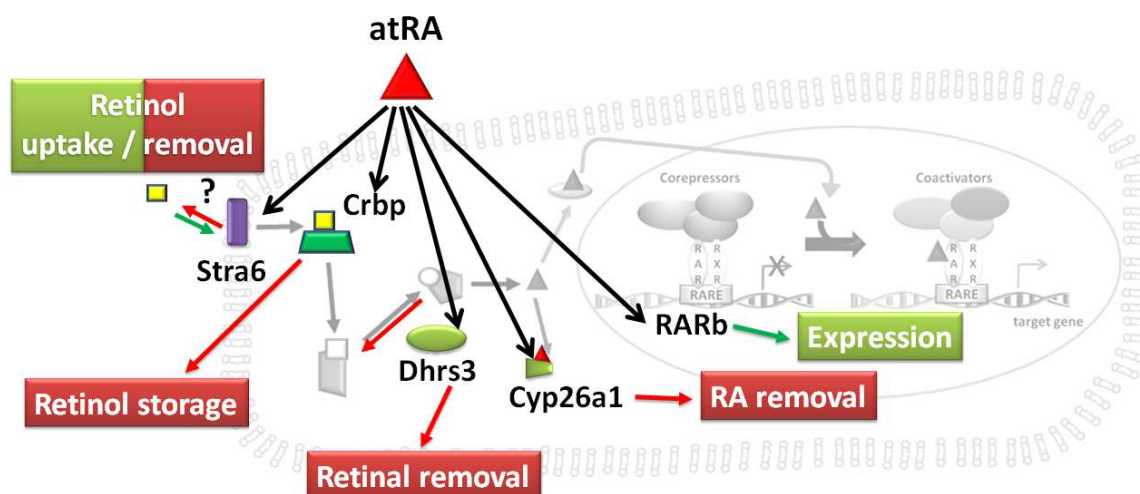 atRA
Retinol
uptake / removal
?
Crbp
Stra6
Corepressors
Coactivators
R
A
R
R
X
R
RARE
X
R
A
R
R
X
R
RARE
target gene
RARb
Expression
Dhrs3
Cyp26a1
RA removal
Retinol storage
Retinal removal